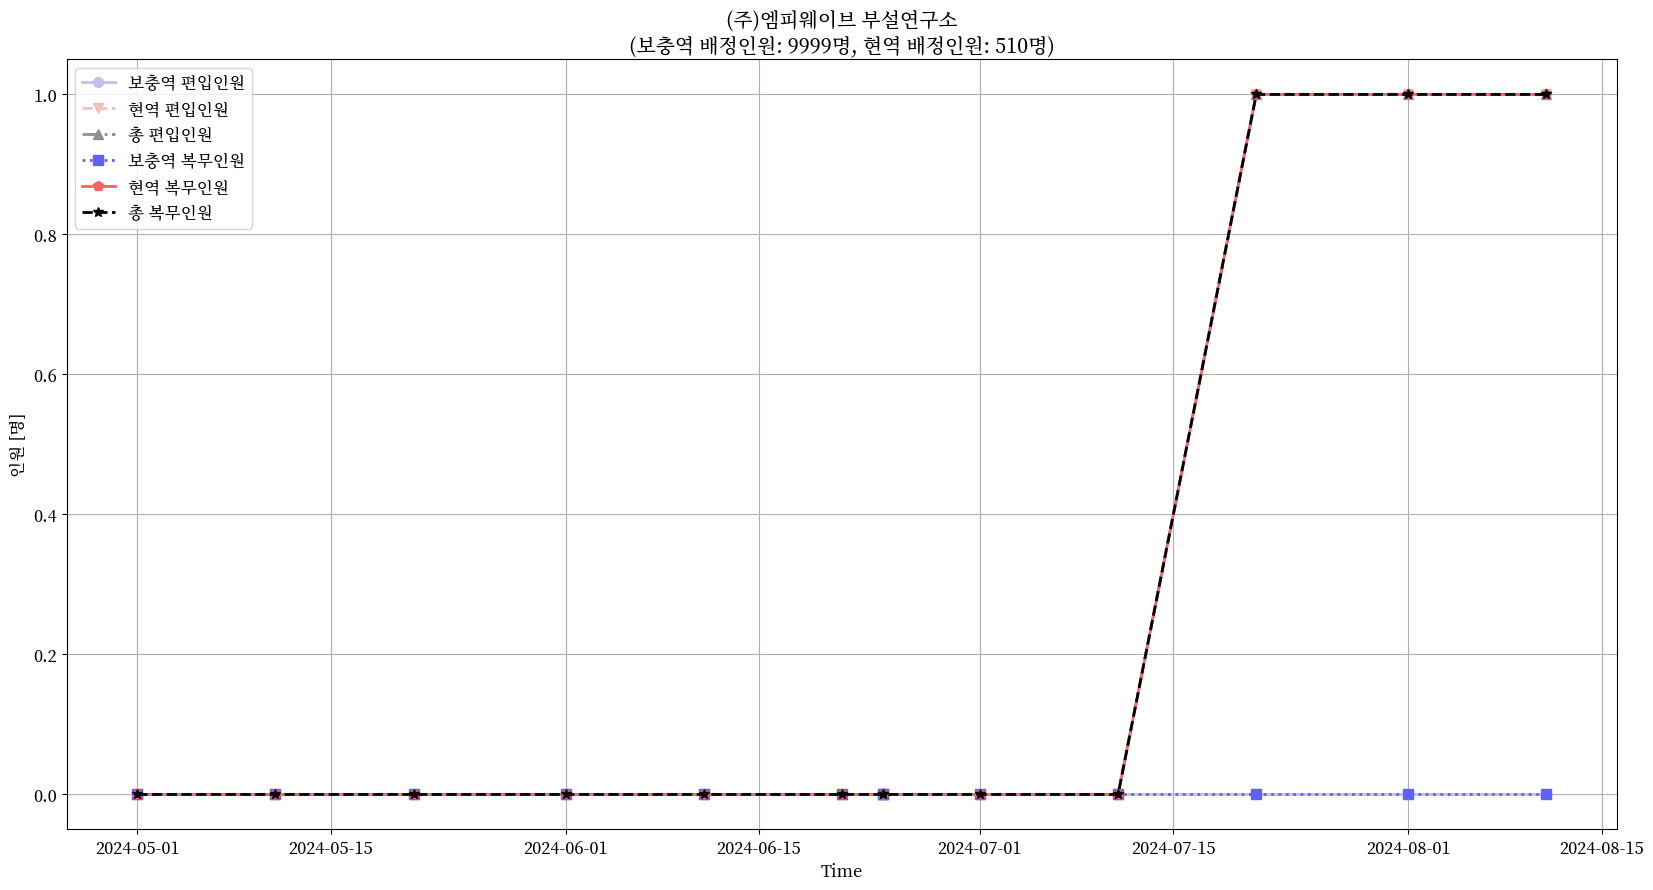 (주)엠피웨이브 부설연구소
(보충역 배정인원: 9999명, 현역 배정인원: 510명)
보충역 편입인원
현역 편입인원
총 편입인원
보충역 복무인원
현역 복무인원
총 복무인원
1.0
0.8
0.6
0.4
0.2
0.0
인원 [명]
2024-05-01 2024-05-15 2024-06-01 2024-06-15 2024-07-01 2024-07-15 2024-08-01 2024-08-15
Time